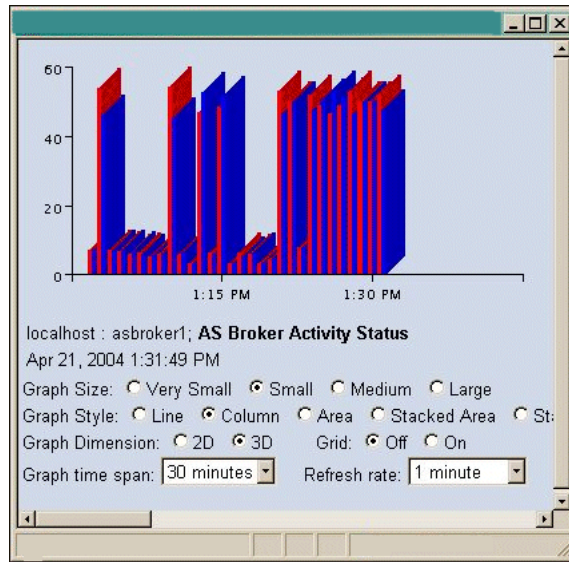 60
40
20
0
1:15 PM 1:30 PM
localhost : asbroker1; AS Broker Activity Status
Apr 21, 2004 1:31:49 PM
Graph Size: Very Small Small Medium Large
Graph Style: Line Column Area Stacked Area
Graph Dimension: 2D 3D Grid: Off On
Graph time span: 30 minutes Refresh rate: 1 minute